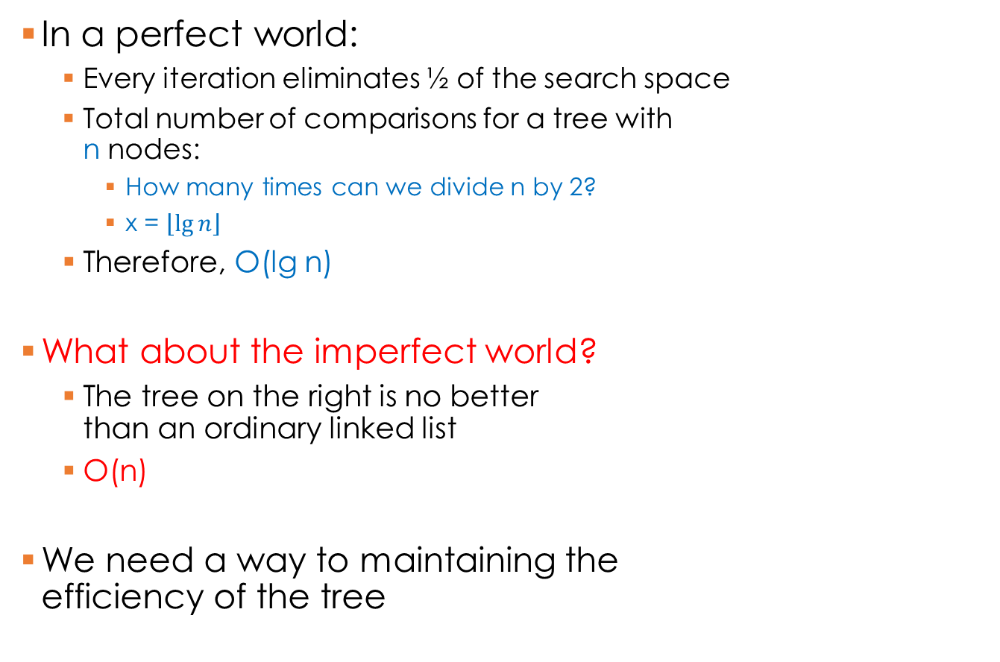 In a perfect world:
Every iteration eliminates ½ of the search space
Total number of comparisons for a tree with
n nodes:
How many times can we divide n by 2?
x = ⌊lg n⌋
Therefore, O(lg n)
What about the imperfect world?
The tree on the right is no better
than an ordinary linked list
O(n)
We need a way to maintaining the
efficiency of the tree